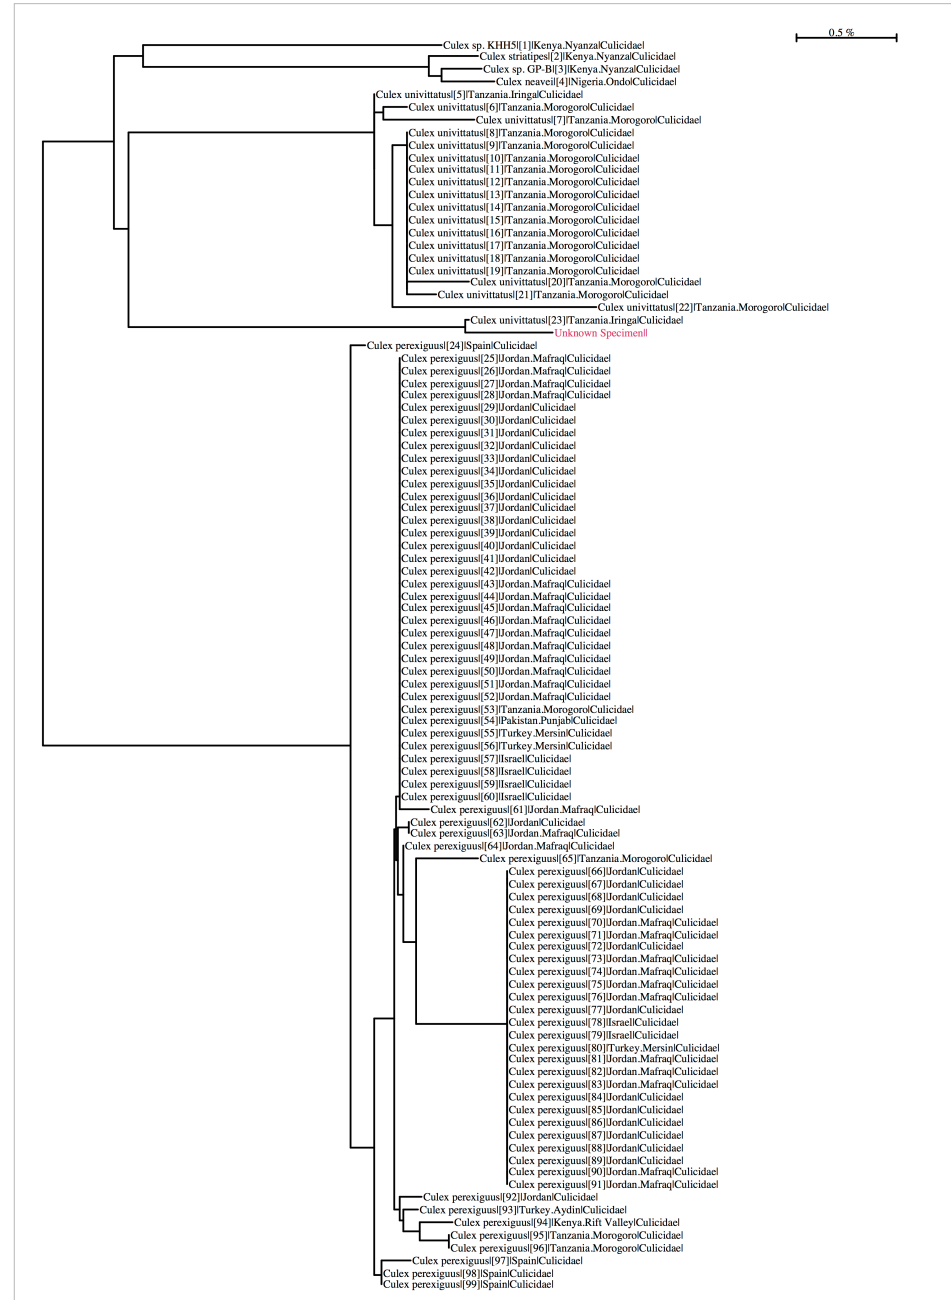 0.5 %
Culex sp. KHH5|[1]|Kenya.Nyanza|Culicidae|
Culex striatipes|[2]|Kenya.Nyanza|Culicidae|
Culex sp. GP-B|[3]|Kenya.Nyanza|Culicidae|
Culex neavei|[4]|Nigeria.Ondo|Culicidae|
Culex univittatus|[5]|Tanzania.Iringa|Culicidae|
Culex univittatus|[6]|Tanzania.Morogoro|Culicidae|
Culex univittatus|[7]|Tanzania.Morogoro|Culicidae|
Culex univittatus|[8]|Tanzania.Morogoro|Culicidae|
Culex univittatus|[9]|Tanzania.Morogoro|Culicidae|
Culex univittatus|[10]|Tanzania.Morogoro|Culicidae|
Culex univittatus|[11]|Tanzania.Morogoro|Culicidae|
Culex univittatus|[12]|Tanzania.Morogoro|Culicidae|
Culex univittatus|[13]|Tanzania.Morogoro|Culicidae|
Culex univittatus|[14]|Tanzania.Morogoro|Culicidae|
Culex univittatus|[15]|Tanzania.Morogoro|Culicidae|
Culex univittatus|[16]|Tanzania.Morogoro|Culicidae|
Culex univittatus|[17]|Tanzania.Morogoro|Culicidae|
Culex univittatus|[18]|Tanzania.Morogoro|Culicidae|
Culex univittatus|[19]|Tanzania.Morogoro|Culicidae|
Culex univittatus|[20]|Tanzania.Morogoro|Culicidae|
Culex univittatus|[21]|Tanzania.Morogoro|Culicidae|
Culex univittatus|[22]|Tanzania.Morogoro|Culicidae|
Culex univittatus|[23]|Tanzania.Iringa|Culicidae|
Unknown Specimen||
Culex perexiguus|[24]|Spain|Culicidae|
Culex perexiguus|[25]|Jordan.Mafraq|Culicidae|
Culex perexiguus|[26]|Jordan.Mafraq|Culicidae|
Culex perexiguus|[27]|Jordan.Mafraq|Culicidae|
Culex perexiguus|[28]|Jordan.Mafraq|Culicidae|
Culex perexiguus|[29]|Jordan|Culicidae|
Culex perexiguus|[30]|Jordan|Culicidae|
Culex perexiguus|[31]|Jordan|Culicidae|
Culex perexiguus|[32]|Jordan|Culicidae|
Culex perexiguus|[33]|Jordan|Culicidae|
Culex perexiguus|[34]|Jordan|Culicidae|
Culex perexiguus|[35]|Jordan|Culicidae|
Culex perexiguus|[36]|Jordan|Culicidae|
Culex perexiguus|[37]|Jordan|Culicidae|
Culex perexiguus|[38]|Jordan|Culicidae|
Culex perexiguus|[39]|Jordan|Culicidae|
Culex perexiguus|[40]|Jordan|Culicidae|
Culex perexiguus|[41]|Jordan|Culicidae|
Culex perexiguus|[42]|Jordan|Culicidae|
Culex perexiguus|[43]|Jordan.Mafraq|Culicidae|
Culex perexiguus|[44]|Jordan.Mafraq|Culicidae|
Culex perexiguus|[45]|Jordan.Mafraq|Culicidae|
Culex perexiguus|[46]|Jordan.Mafraq|Culicidae|
Culex perexiguus|[47]|Jordan.Mafraq|Culicidae|
Culex perexiguus|[48]|Jordan.Mafraq|Culicidae|
Culex perexiguus|[49]|Jordan.Mafraq|Culicidae|
Culex perexiguus|[50]|Jordan.Mafraq|Culicidae|
Culex perexiguus|[51]|Jordan.Mafraq|Culicidae|
Culex perexiguus|[52]|Jordan.Mafraq|Culicidae|
Culex perexiguus|[53]|Tanzania.Morogoro|Culicidae|
Culex perexiguus|[54]|Pakistan.Punjab|Culicidae|
Culex perexiguus|[55]|Turkey.Mersin|Culicidae|
Culex perexiguus|[56]|Turkey.Mersin|Culicidae|
Culex perexiguus|[57]|Israel|Culicidae|
Culex perexiguus|[58]|Israel|Culicidae|
Culex perexiguus|[59]|Israel|Culicidae|
Culex perexiguus|[60]|Israel|Culicidae|
Culex perexiguus|[61]|Jordan.Mafraq|Culicidae|
Culex perexiguus|[62]|Jordan|Culicidae|
Culex perexiguus|[63]|Jordan.Mafraq|Culicidae|
Culex perexiguus|[64]|Jordan.Mafraq|Culicidae|
Culex perexiguus|[65]|Tanzania.Morogoro|Culicidae|
Culex perexiguus|[66]|Jordan|Culicidae|
Culex perexiguus|[67]|Jordan|Culicidae|
Culex perexiguus|[68]|Jordan|Culicidae|
Culex perexiguus|[69]|Jordan|Culicidae|
Culex perexiguus|[70]|Jordan.Mafraq|Culicidae|
Culex perexiguus|[71]|Jordan.Mafraq|Culicidae|
Culex perexiguus|[72]|Jordan|Culicidae|
Culex perexiguus|[73]|Jordan.Mafraq|Culicidae|
Culex perexiguus|[74]|Jordan.Mafraq|Culicidae|
Culex perexiguus|[75]|Jordan.Mafraq|Culicidae|
Culex perexiguus|[76]|Jordan.Mafraq|Culicidae|
Culex perexiguus|[77]|Jordan|Culicidae|
Culex perexiguus|[78]|Israel|Culicidae|
Culex perexiguus|[79]|Israel|Culicidae|
Culex perexiguus|[80]|Turkey.Mersin|Culicidae|
Culex perexiguus|[81]|Jordan.Mafraq|Culicidae|
Culex perexiguus|[82]|Jordan.Mafraq|Culicidae|
Culex perexiguus|[83]|Jordan.Mafraq|Culicidae|
Culex perexiguus|[84]|Jordan|Culicidae|
Culex perexiguus|[85]|Jordan|Culicidae|
Culex perexiguus|[86]|Jordan|Culicidae|
Culex perexiguus|[87]|Jordan|Culicidae|
Culex perexiguus|[88]|Jordan|Culicidae|
Culex perexiguus|[89]|Jordan|Culicidae|
Culex perexiguus|[90]|Jordan.Mafraq|Culicidae|
Culex perexiguus|[91]|Jordan.Mafraq|Culicidae|
Culex perexiguus|[92]|Jordan|Culicidae|
Culex perexiguus|[93]|Turkey.Aydin|Culicidae|
Culex perexiguus|[94]|Kenya.Rift Valley|Culicidae|
Culex perexiguus|[95]|Tanzania.Morogoro|Culicidae|
Culex perexiguus|[96]|Tanzania.Morogoro|Culicidae|
Culex perexiguus|[97]|Spain|Culicidae|
Culex perexiguus|[98]|Spain|Culicidae|
Culex perexiguus|[99]|Spain|Culicidae|